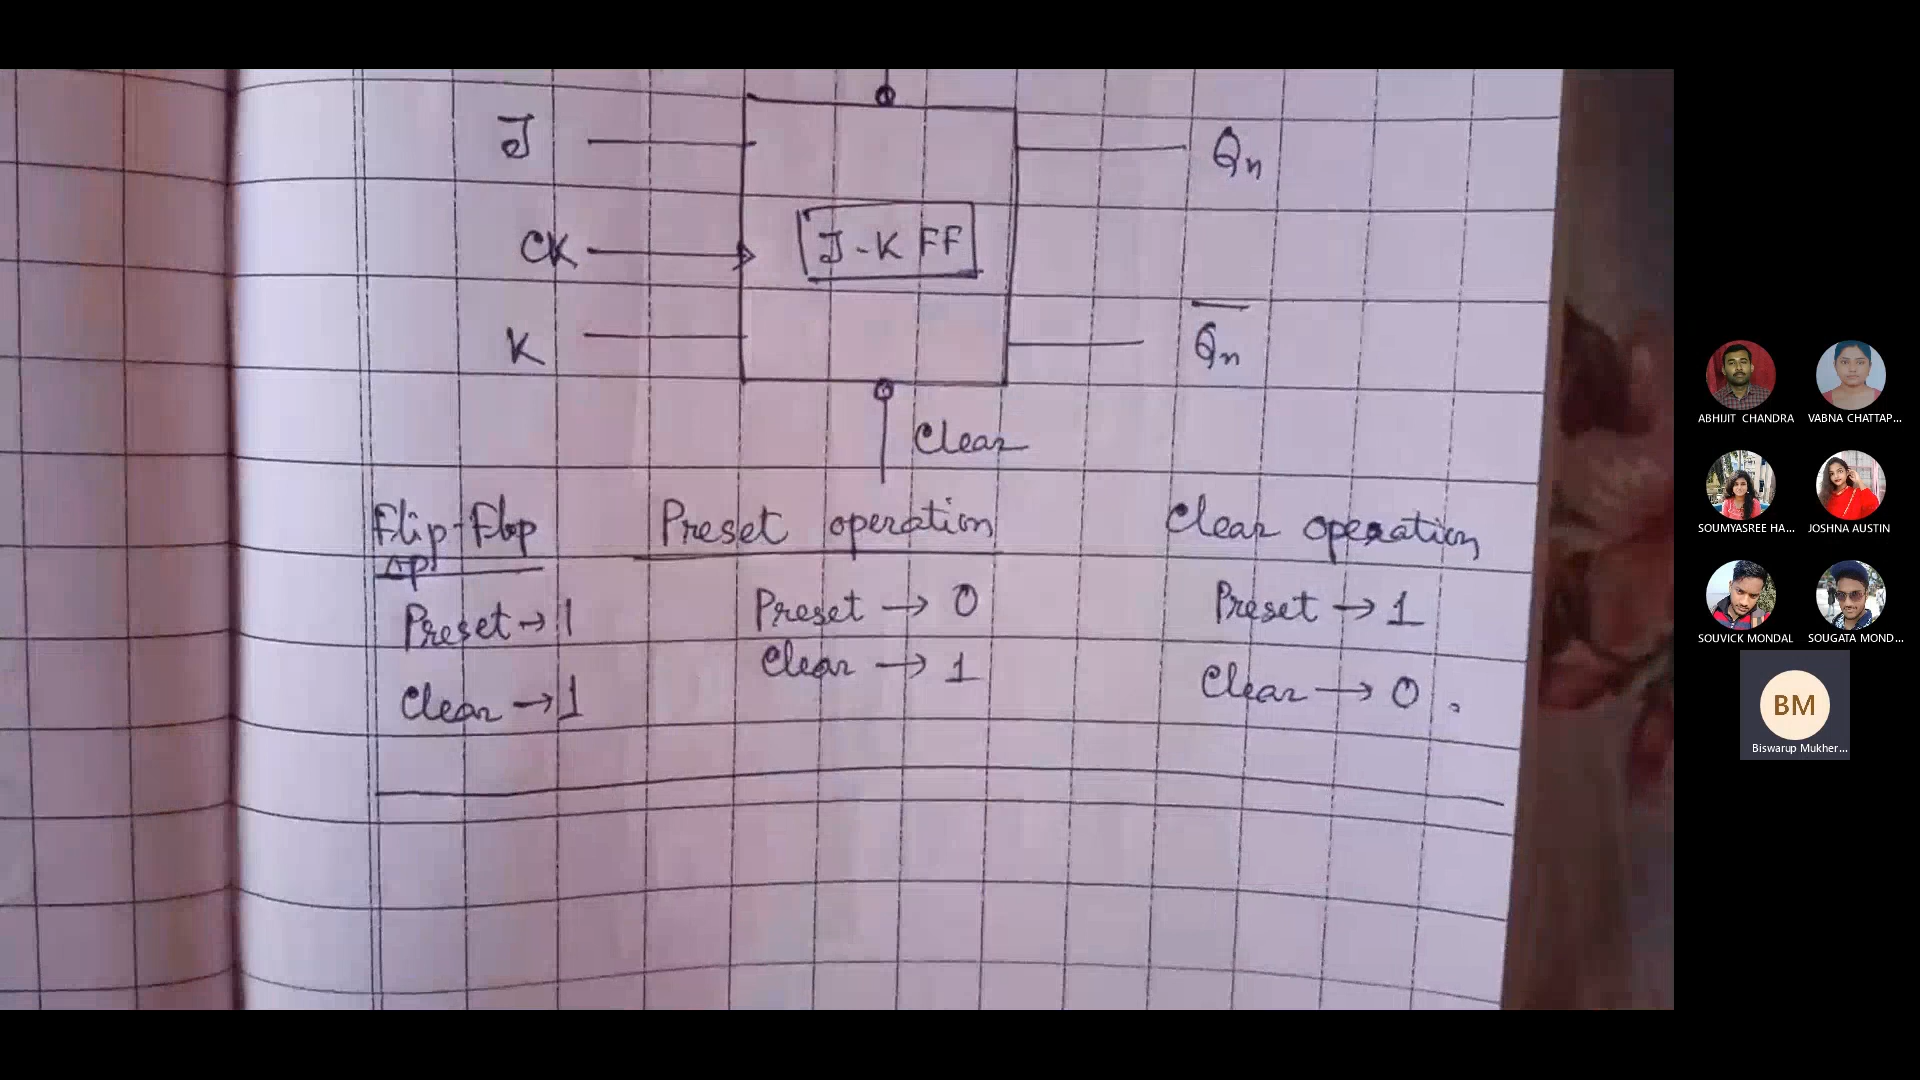 J
Qn
CK
J-K FF
K
Qn
Clear
Flip-Flop
op
Preset → 1
Clear → 1
Preset operation
Preset → 0
Clear → 1
Clear operation
Preset → 1
Clear → 0.
ABHIJIT CHANDRA
VABNA CHATTAP...
SOUMYASREE HA...
JOSHNA AUSTIN
SOUVICK MONDAL
SOUGATA MOND...
BM
Biswarup Mukher...